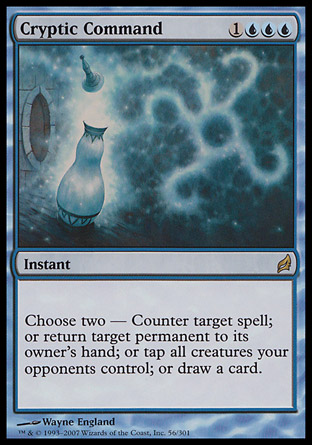 Cryptic Command 1
Instant
Choose two — Counter target spell;
or return target permanent to its
owner's hand; or tap all creatures your
opponents control; or draw a card.
Wayne England
™ & © 1993–2007 Wizards of the Coast, Inc. 56/301